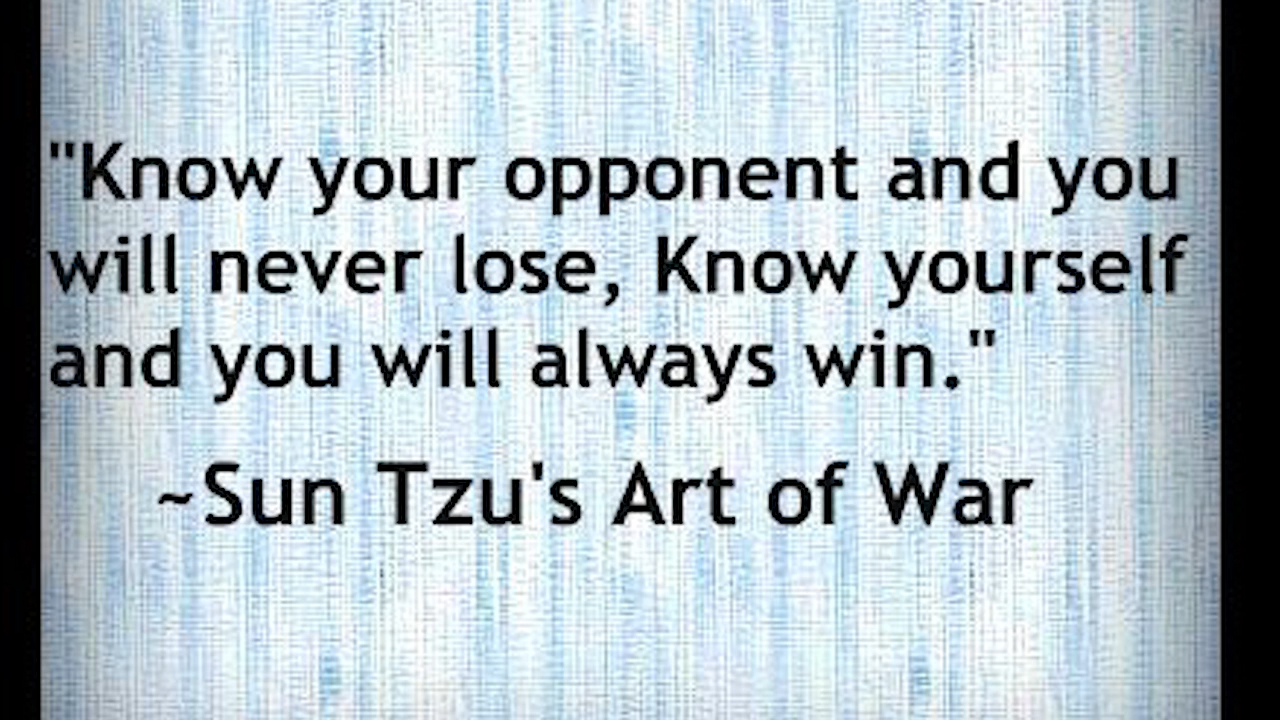 "Know your opponent and you
will never lose, Know yourself
and you will always win."
~Sun Tzu's Art of War